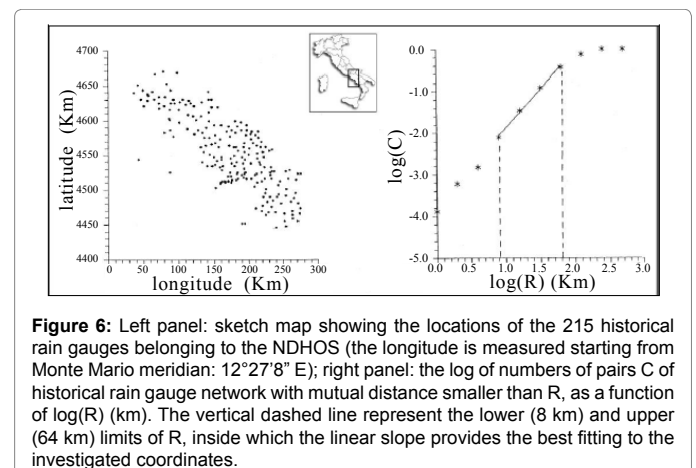 4700
4650
4600
4550
4500
4450
4400
latitude (Km)
0 50 100 150 200 250 300
longitude (Km)
0.0
-1.0
-2.0
-3.0
-4.0
-5.0
log(C)
0.0 0.5 1.0 1.5 2.0 2.5 3.0
log(R) (Km)
Figure 6: Left panel: sketch map showing the locations of the 215 historical
rain gauges belonging to the NDHOS (the longitude is measured starting from
Monte Mario meridian: 12°27'8" E); right panel: the log of numbers of pairs C of
historical rain gauge network with mutual distance smaller than R, as a function
of log(R) (km). The vertical dashed line represent the lower (8 km) and upper
(64 km) limits of R, inside which the linear slope provides the best fitting to the
investigated coordinates.